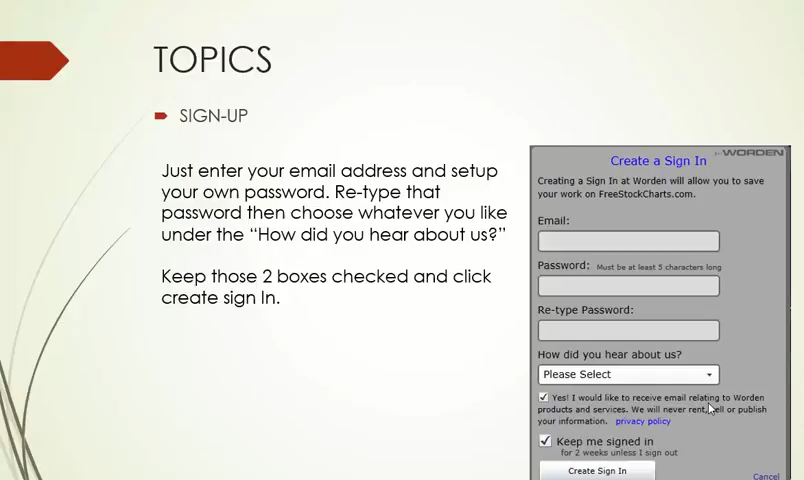 TOPICS
SIGN-UP
Just enter your email address and setup
your own password. Re-type that
password then choose whatever you like
under the “How did you hear about us?”
Keep those 2 boxes checked and click
create sign In.
WORDEN
Create a Sign In
Creating a Sign In at Worden will allow you to save
your work on FreeStockCharts.com.
Email:
Password: Must be at least 5 characters long
Re-type Password:
How did you hear about us?
Please Select
Yes! I would like to receive email relating to Worden
products and services. We will never rent, sell or publish
your information. privacy policy
Keep me signed in
for 2 weeks unless I sign out
Create Sign In
Cancel